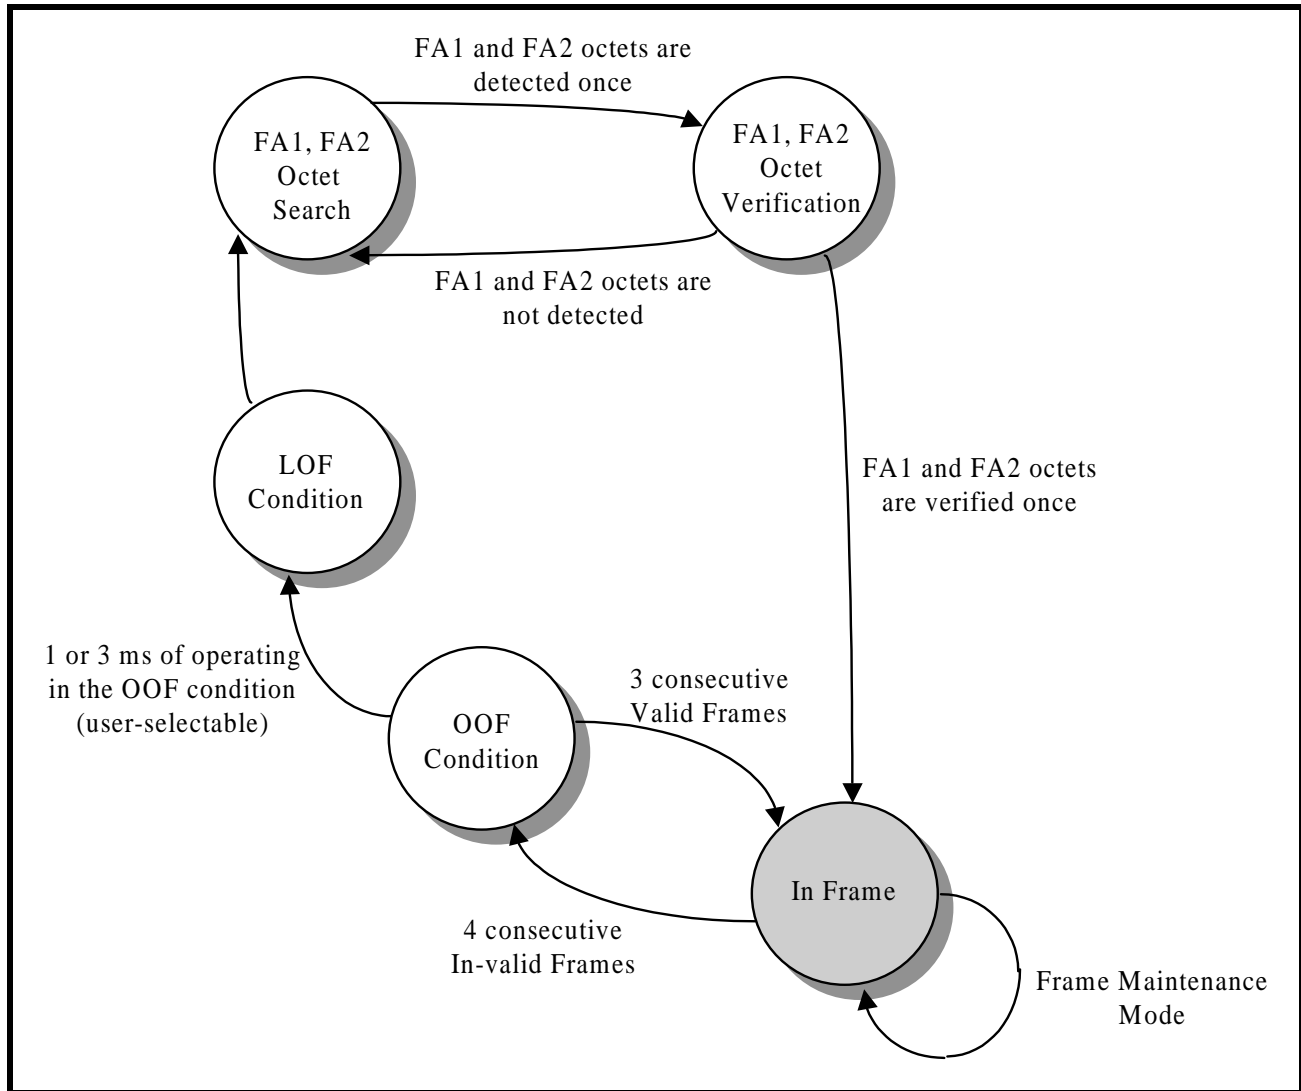 FA1 and FA2 octets are
detected once
FA1, FA2
Octet
Search
FA1, FA2
Octet
Verification
FA1 and FA2 octets are
not detected
LOF
Condition
FA1 and FA2 octets
are verified once
1 or 3 ms of operating
in the OOF condition
(user-selectable)
OOF
Condition
3 consecutive
Valid Frames
In Frame
4 consecutive
In-valid Frames
Frame Maintenance
Mode